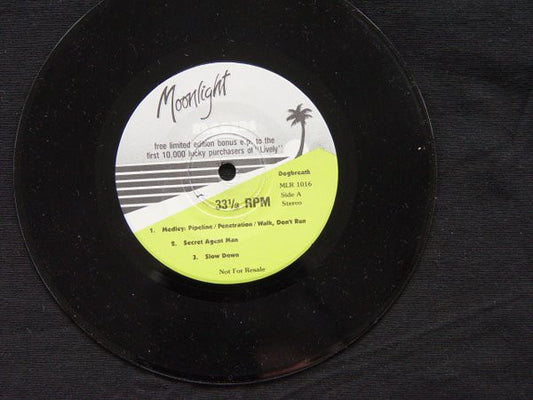 Moonlight
free limited edition bonus e.p. to the
first 10,000 lucky purchasers of "Lively"
Dogbreath
MLR 1016
Side A
Stereo
33⅓ RPM
1. Medley: Pipeline/Penetration/Walk, Don't Run
2. Secret Agent Man
3. Slow Down
Not For Resale